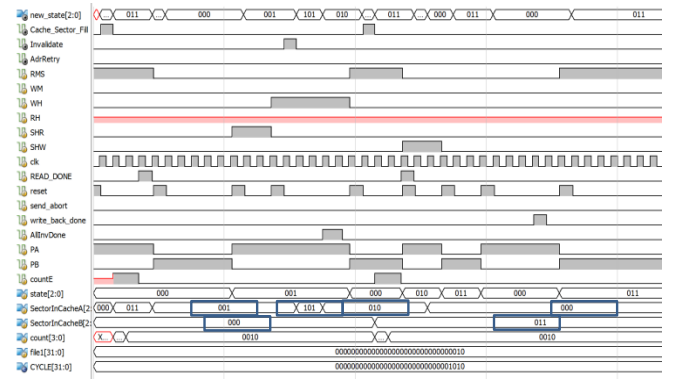 new_state[2:0] ... 011 ... 000 001 101 010 ... 011 ... 000 011 000 011
Cache_Sector_Fill
Invalidate
AdrRetry
RMS
WM
WH
RH
SHR
SHW
clk
READ_DONE
reset
send_abort
write_back_done
AllInvDone
PA
PB
countE
state[2:0] 000 001 000 010 011 000 011
SectorInCacheA[2: 000 011 001 101 010 000
SectorInCacheB[2: 000 011
count[3:0] X... ... 0010 ... 0010
file1[31:0] 00000000000000000000000000000010
CYCLE[31:0] 00000000000000000000000000001010